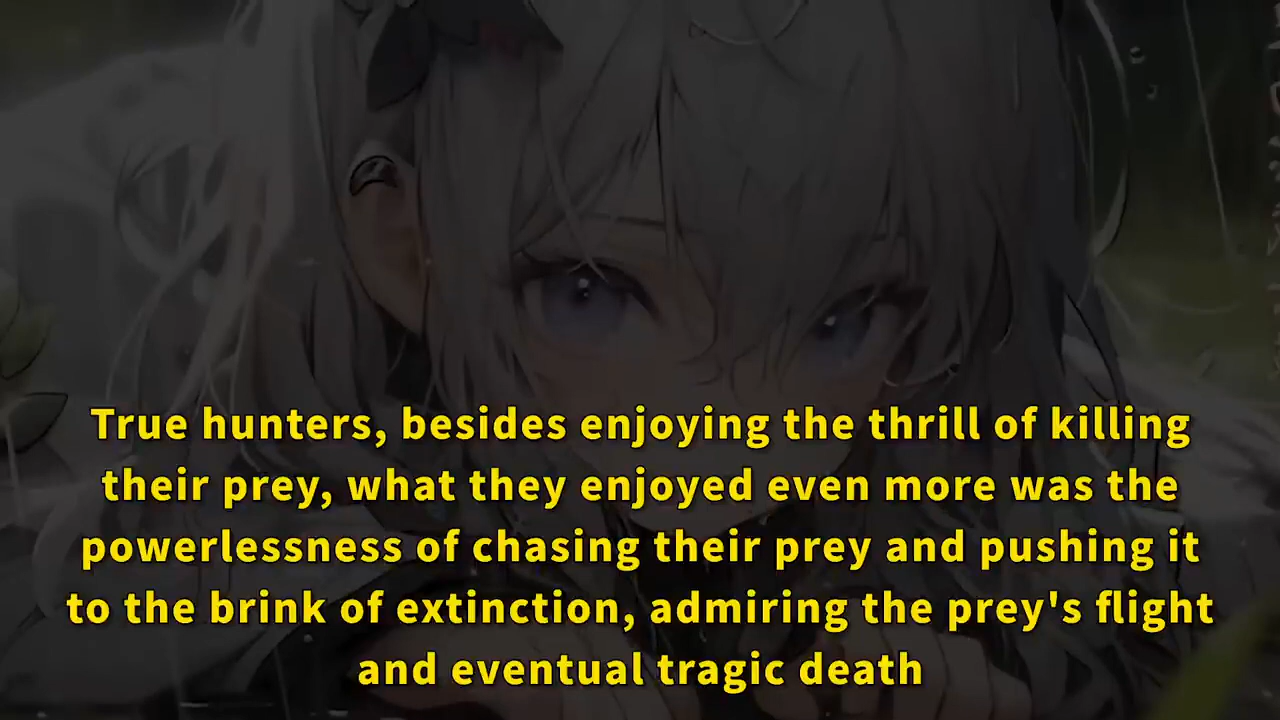 True hunters, besides enjoying the thrill of killing
their prey, what they enjoyed even more was the
powerlessness of chasing their prey and pushing it
to the brink of extinction, admiring the prey's flight
and eventual tragic death